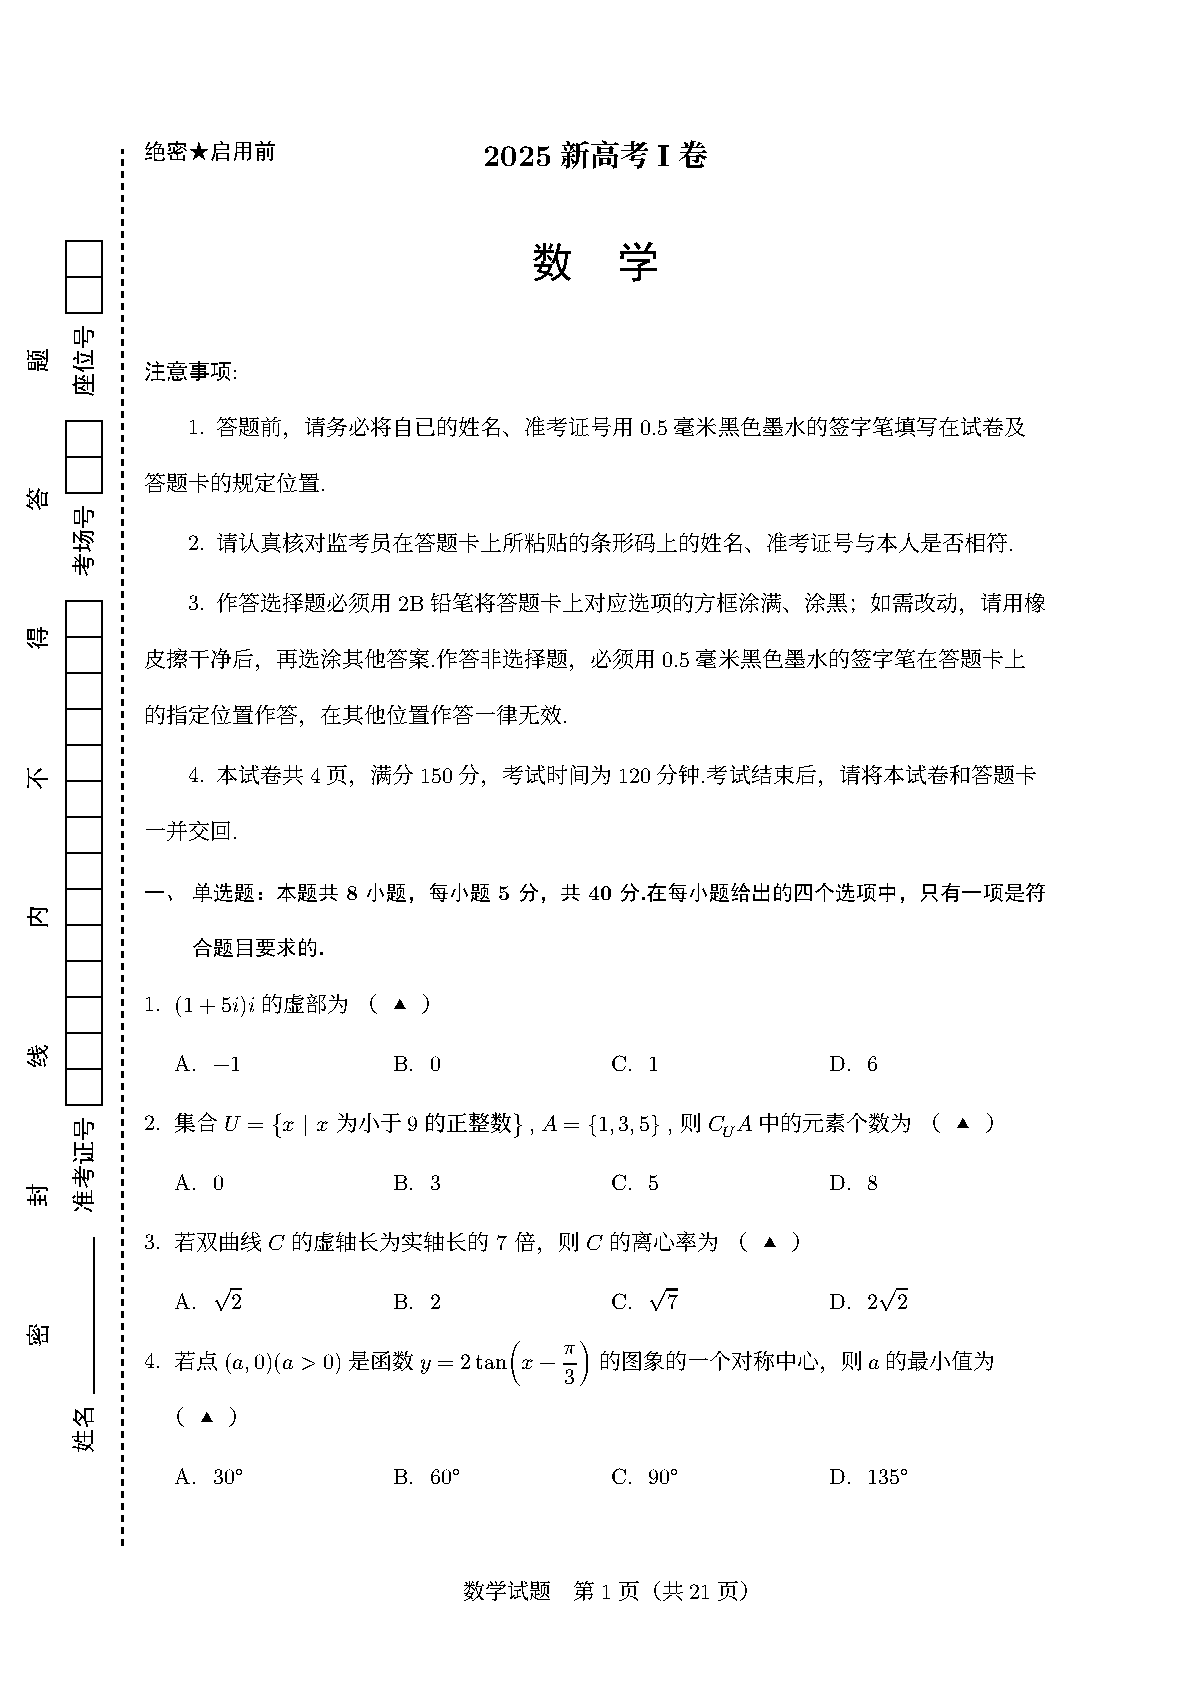 绝密★启用前
2025 新高考 I 卷
数 学
注意事项:
1. 答题前，请务必将自已的姓名、准考证号用 0.5 毫米黑色墨水的签字笔填写在试卷及
答题卡的规定位置.
2. 请认真核对监考员在答题卡上所粘贴的条形码上的姓名、准考证号与本人是否相符.
3. 作答选择题必须用 2B 铅笔将答题卡上对应选项的方框涂满、涂黑；如需改动，请用橡
皮擦干净后，再选涂其他答案.作答非选择题，必须用 0.5 毫米黑色墨水的签字笔在答题卡上
的指定位置作答，在其他位置作答一律无效.
4. 本试卷共 4 页，满分 150 分，考试时间为 120 分钟.考试结束后，请将本试卷和答题卡
一并交回.
一、 单选题：本题共 8 小题，每小题 5 分，共 40 分.在每小题给出的四个选项中，只有一项是符
合题目要求的.
1. (1 + 5i)i 的虚部为 （ ▲ ）
A. −1 B. 0 C. 1 D. 6
2. 集合 U = {x | x 为小于 9 的正整数} , A = {1,3,5} , 则 C_U A 中的元素个数为 （ ▲ ）
A. 0 B. 3 C. 5 D. 8
3. 若双曲线 C 的虚轴长为实轴长的 7 倍，则 C 的离心率为 （ ▲ ）
A. √2 B. 2 C. √7 D. 2√2
4. 若点 (a,0)(a > 0) 是函数 y = 2 tan(x − π/3) 的图象的一个对称中心，则 a 的最小值为
（ ▲ ）
A. 30° B. 60° C. 90° D. 135°
数学试题 第 1 页（共 21 页）
姓名 准考证号 考场号 座位号
密 封 线 内 不 得 答 题